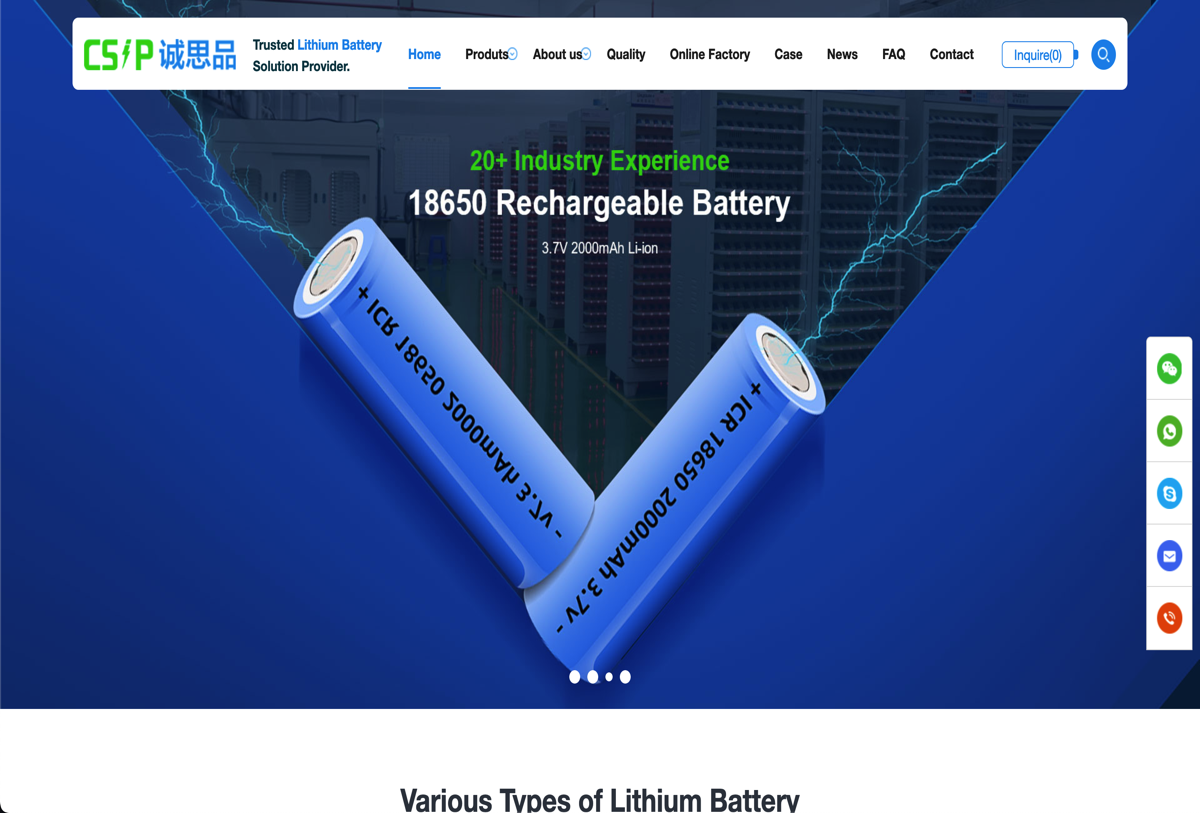 CSIP 诚思品
Trusted Lithium Battery
Solution Provider.
Home Produts About us Quality Online Factory Case News FAQ Contact Inquire(0)
20+ Industry Experience
18650 Rechargeable Battery
3.7V 2000mAh Li-ion
+ ICR 18650 2000mAh 3.7V -
+ ICR 18650 2000mAh 3.7V -
Various Types of Lithium Battery